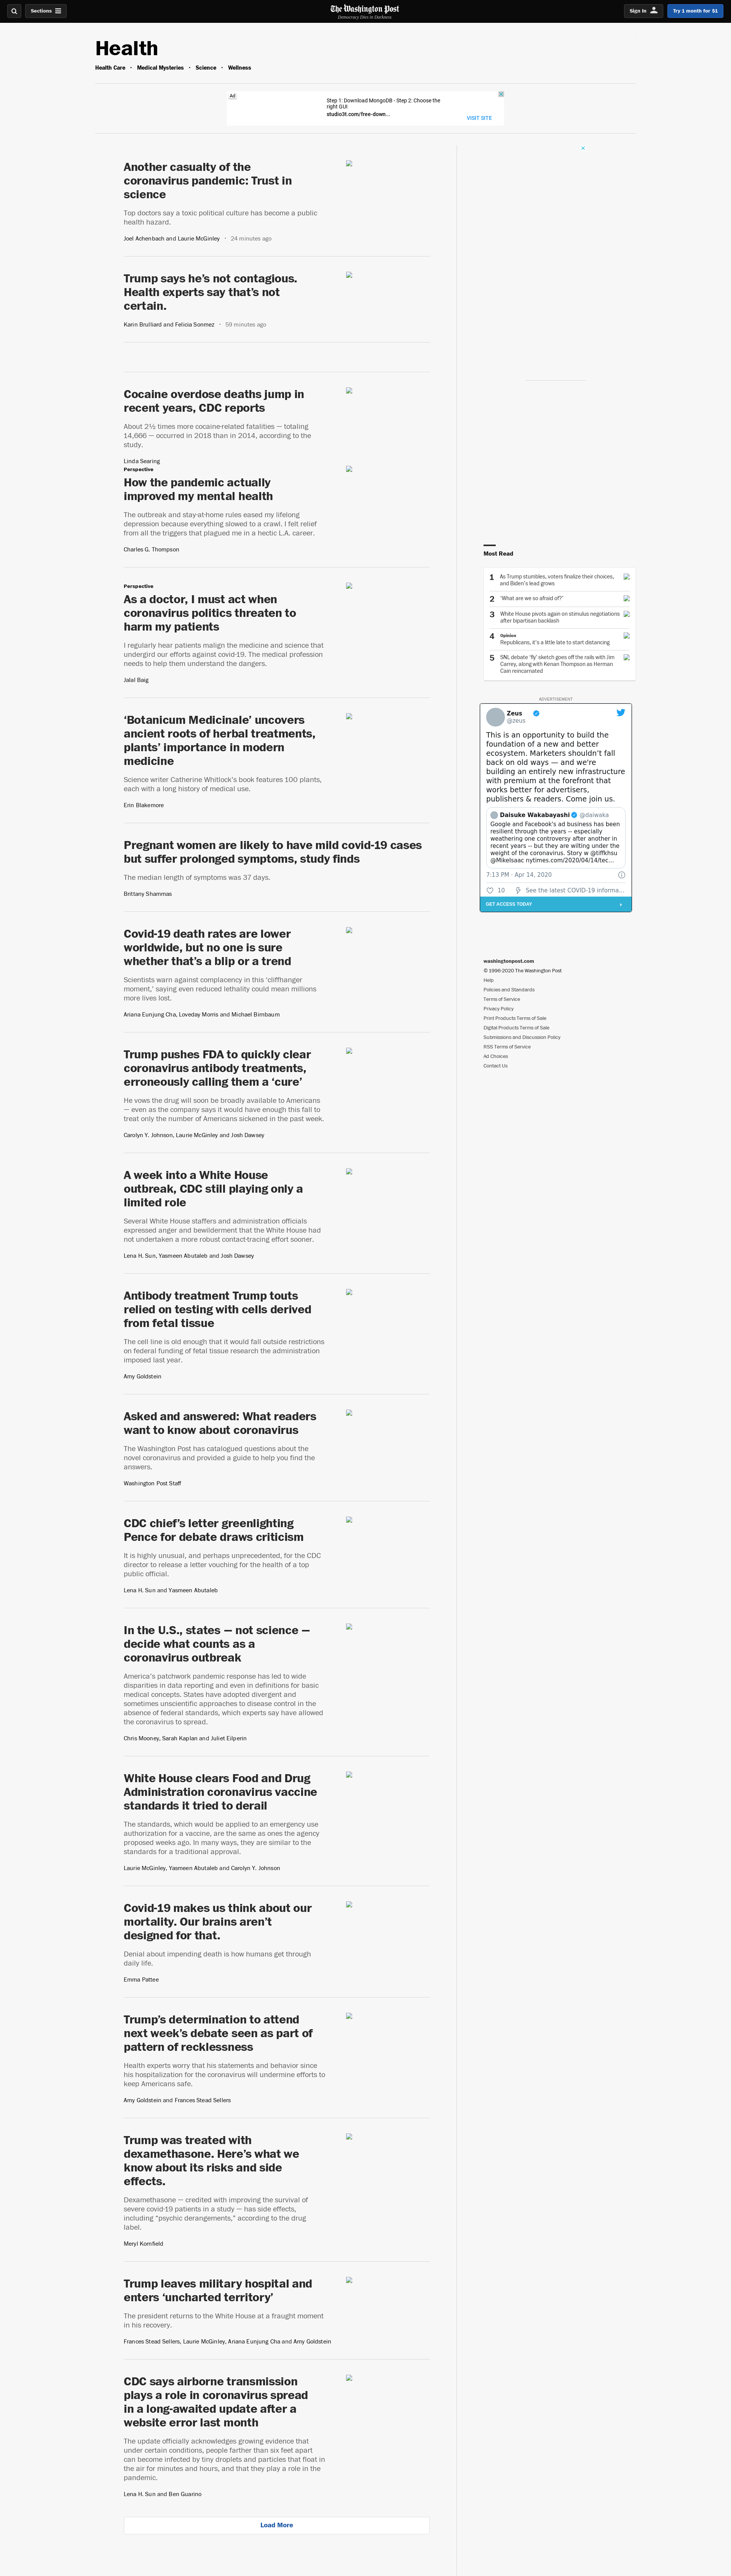 Sections
The Washington Post
Democracy Dies in Darkness
Sign In
Try 1 month for $1
Health
Health Care • Medical Mysteries • Science • Wellness
Ad
Step 1: Download MongoDB - Step 2: Choose the
right GUI
studio3t.com/free-down...
VISIT SITE
Another casualty of the
coronavirus pandemic: Trust in
science
Top doctors say a toxic political culture has become a public
health hazard.
Joel Achenbach and Laurie McGinley • 24 minutes ago
Trump says he’s not contagious.
Health experts say that’s not
certain.
Karin Brulliard and Felicia Sonmez • 59 minutes ago
Cocaine overdose deaths jump in
recent years, CDC reports
About 2½ times more cocaine-related fatalities — totaling
14,666 — occurred in 2018 than in 2014, according to the
study.
Linda Searing
Perspective
How the pandemic actually
improved my mental health
The outbreak and stay-at-home rules eased my lifelong
depression because everything slowed to a crawl. I felt relief
from all the triggers that plagued me in a hectic L.A. career.
Charles G. Thompson
Perspective
As a doctor, I must act when
coronavirus politics threaten to
harm my patients
I regularly hear patients malign the medicine and science that
undergird our efforts against covid-19. The medical profession
needs to help them understand the dangers.
Jalal Baig
‘Botanicum Medicinale’ uncovers
ancient roots of herbal treatments,
plants’ importance in modern
medicine
Science writer Catherine Whitlock’s book features 100 plants,
each with a long history of medical use.
Erin Blakemore
Pregnant women are likely to have mild covid-19 cases
but suffer prolonged symptoms, study finds
The median length of symptoms was 37 days.
Brittany Shammas
Covid-19 death rates are lower
worldwide, but no one is sure
whether that’s a blip or a trend
Scientists warn against complacency in this ‘cliffhanger
moment,’ saying even reduced lethality could mean millions
more lives lost.
Ariana Eunjung Cha, Loveday Morris and Michael Birnbaum
Trump pushes FDA to quickly clear
coronavirus antibody treatments,
erroneously calling them a ‘cure’
He vows the drug will soon be broadly available to Americans
— even as the company says it would have enough this fall to
treat only the number of Americans sickened in the past week.
Carolyn Y. Johnson, Laurie McGinley and Josh Dawsey
A week into a White House
outbreak, CDC still playing only a
limited role
Several White House staffers and administration officials
expressed anger and bewilderment that the White House had
not undertaken a more robust contact-tracing effort sooner.
Lena H. Sun, Yasmeen Abutaleb and Josh Dawsey
Antibody treatment Trump touts
relied on testing with cells derived
from fetal tissue
The cell line is old enough that it would fall outside restrictions
on federal funding of fetal tissue research the administration
imposed last year.
Amy Goldstein
Asked and answered: What readers
want to know about coronavirus
The Washington Post has catalogued questions about the
novel coronavirus and provided a guide to help you find the
answers.
Washington Post Staff
CDC chief’s letter greenlighting
Pence for debate draws criticism
It is highly unusual, and perhaps unprecedented, for the CDC
director to release a letter vouching for the health of a top
public official.
Lena H. Sun and Yasmeen Abutaleb
In the U.S., states — not science —
decide what counts as a
coronavirus outbreak
America’s patchwork pandemic response has led to wide
disparities in data reporting and even in definitions for basic
medical concepts. States have adopted divergent and
sometimes unscientific approaches to disease control in the
absence of federal standards, which experts say have allowed
the coronavirus to spread.
Chris Mooney, Sarah Kaplan and Juliet Eilperin
White House clears Food and Drug
Administration coronavirus vaccine
standards it tried to derail
The standards, which would be applied to an emergency use
authorization for a vaccine, are the same as ones the agency
proposed weeks ago. In many ways, they are similar to the
standards for a traditional approval.
Laurie McGinley, Yasmeen Abutaleb and Carolyn Y. Johnson
Covid-19 makes us think about our
mortality. Our brains aren’t
designed for that.
Denial about impending death is how humans get through
daily life.
Emma Pattee
Trump’s determination to attend
next week’s debate seen as part of
pattern of recklessness
Health experts worry that his statements and behavior since
his hospitalization for the coronavirus will undermine efforts to
keep Americans safe.
Amy Goldstein and Frances Stead Sellers
Trump was treated with
dexamethasone. Here’s what we
know about its risks and side
effects.
Dexamethasone — credited with improving the survival of
severe covid-19 patients in a study — has side effects,
including “psychic derangements,” according to the drug
label.
Meryl Kornfield
Trump leaves military hospital and
enters ‘uncharted territory’
The president returns to the White House at a fraught moment
in his recovery.
Frances Stead Sellers, Laurie McGinley, Ariana Eunjung Cha and Amy Goldstein
CDC says airborne transmission
plays a role in coronavirus spread
in a long-awaited update after a
website error last month
The update officially acknowledges growing evidence that
under certain conditions, people farther than six feet apart
can become infected by tiny droplets and particles that float in
the air for minutes and hours, and that they play a role in the
pandemic.
Lena H. Sun and Ben Guarino
Load More
Most Read
1 As Trump stumbles, voters finalize their choices,
and Biden’s lead grows
2 ‘What are we so afraid of?’
3 White House pivots again on stimulus negotiations
after bipartisan backlash
4 Opinion
Republicans, it’s a little late to start distancing
5 SNL debate ‘fly’ sketch goes off the rails with Jim
Carrey, along with Kenan Thompson as Herman
Cain reincarnated
ADVERTISEMENT
Zeus
@zeus
This is an opportunity to build the
foundation of a new and better
ecosystem. Marketers shouldn’t fall
back on old ways — and we’re
building an entirely new infrastructure
with premium at the forefront that
works better for advertisers,
publishers & readers. Come join us.
Daisuke Wakabayashi @daiwaka
Google and Facebook’s ad business has been
resilient through the years -- especially
weathering one controversy after another in
recent years -- but they are wilting under the
weight of the coronavirus. Story w @tiffkhsu
@MikeIsaac nytimes.com/2020/04/14/tec…
7:13 PM · Apr 14, 2020
10 See the latest COVID-19 informa…
GET ACCESS TODAY
washingtonpost.com
© 1996-2020 The Washington Post
Help
Policies and Standards
Terms of Service
Privacy Policy
Print Products Terms of Sale
Digital Products Terms of Sale
Submissions and Discussion Policy
RSS Terms of Service
Ad Choices
Contact Us